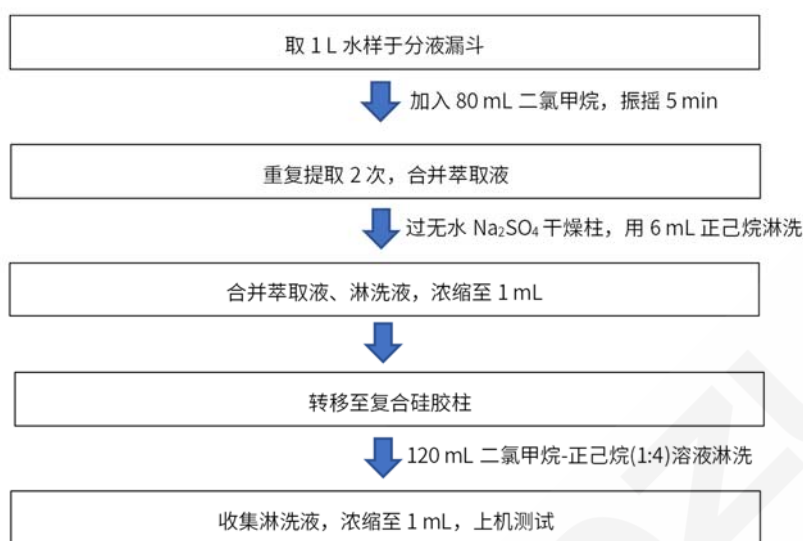 取 1 L 水样于分液漏斗
加入 80 mL 二氯甲烷，振摇 5 min
重复提取 2 次，合并萃取液
过无水 Na₂SO₄ 干燥柱，用 6 mL 正己烷淋洗
合并萃取液、淋洗液，浓缩至 1 mL
转移至复合硅胶柱
120 mL 二氯甲烷-正己烷(1:4)溶液淋洗
收集淋洗液，浓缩至 1 mL，上机测试